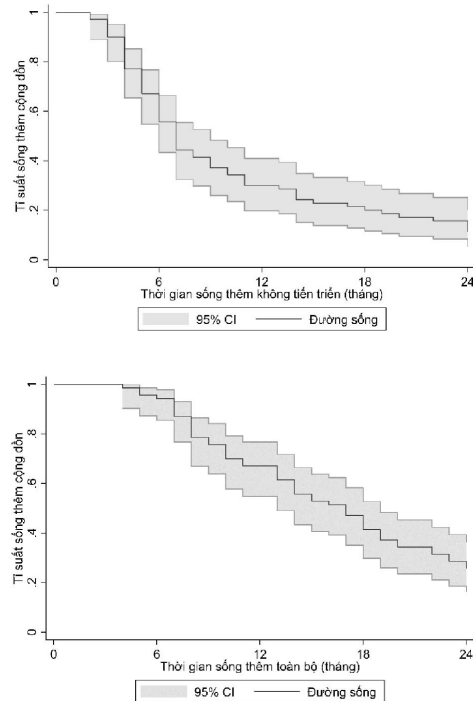 Tỉ suất sống thêm cộng dồn
1
.8
.6
.4
.2
0
0 6 12 18 24
Thời gian sống thêm không tiến triển (tháng)
95% CI Đường sống
Tỉ suất sống thêm cộng dồn
1
.8
.6
.4
.2
0
0 6 12 18 24
Thời gian sống thêm toàn bộ (tháng)
95% CI Đường sống